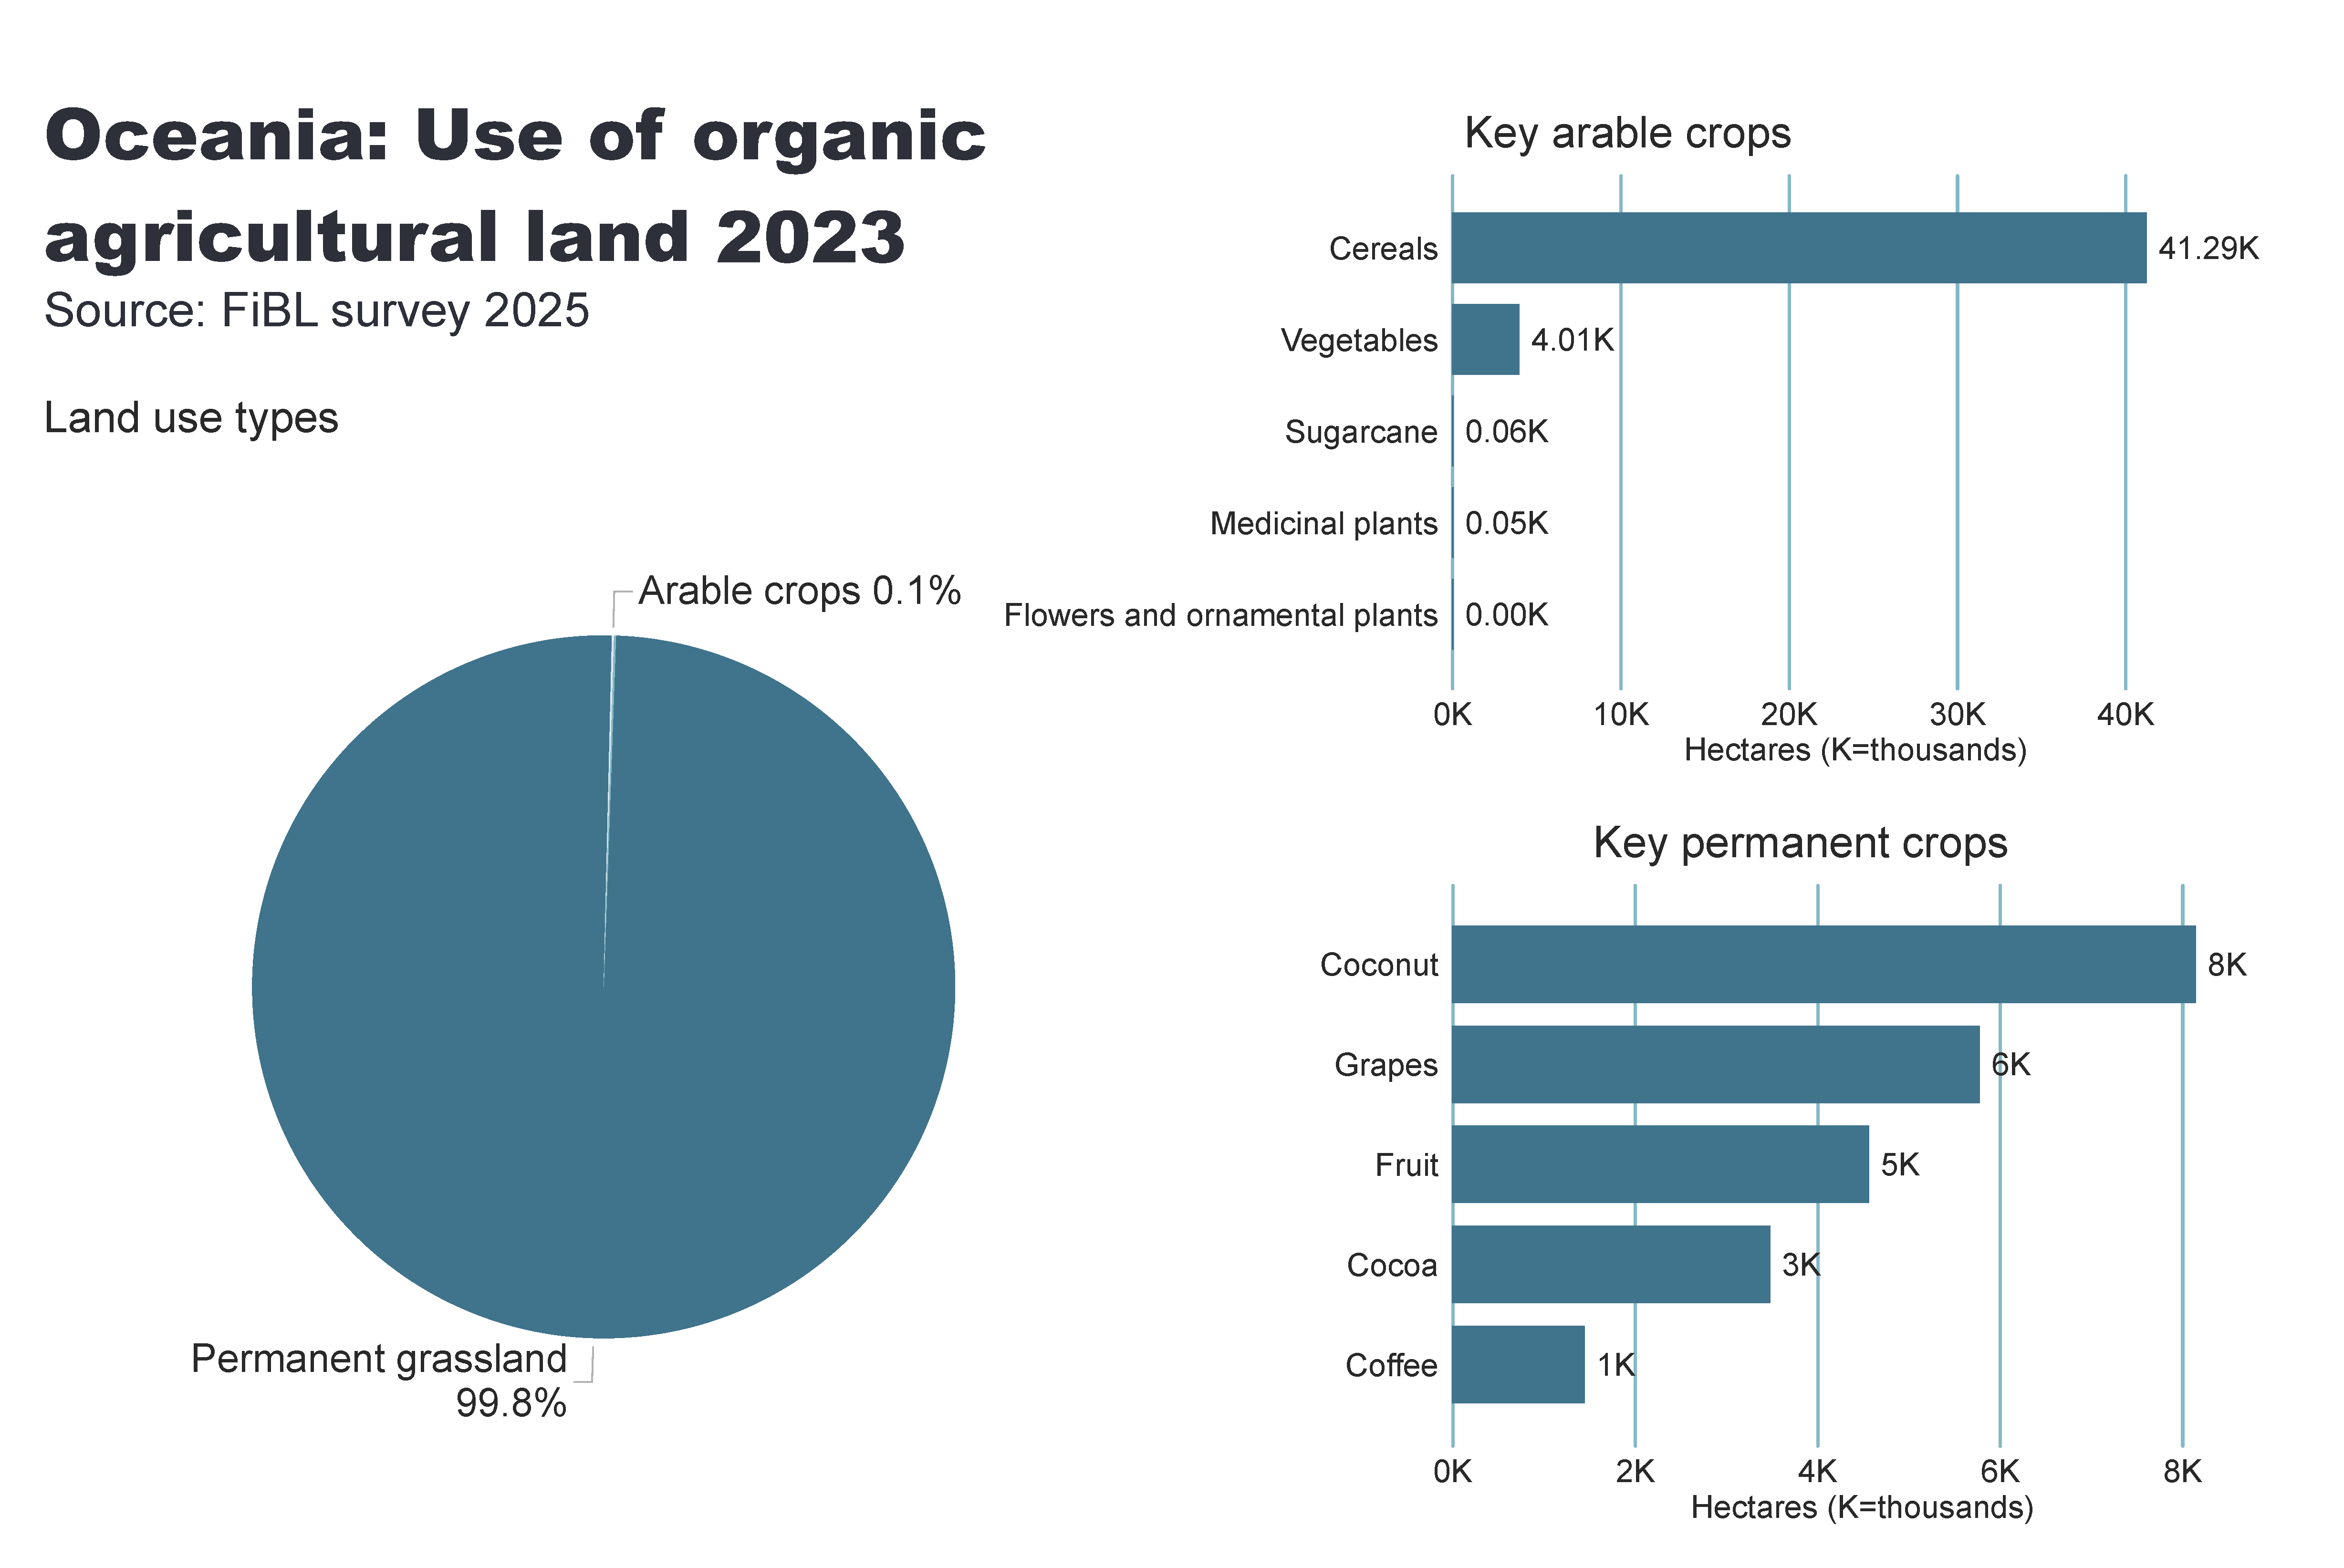 Oceania: Use of organic
agricultural land 2023
Source: FiBL survey 2025
Land use types
Arable crops 0.1%
Permanent grassland
99.8%
Key arable crops
Cereals 41.29K
Vegetables 4.01K
Sugarcane 0.06K
Medicinal plants 0.05K
Flowers and ornamental plants 0.00K
0K 10K 20K 30K 40K
Hectares (K=thousands)
Key permanent crops
Coconut 8K
Grapes 6K
Fruit 5K
Cocoa 3K
Coffee 1K
0K 2K 4K 6K 8K
Hectares (K=thousands)